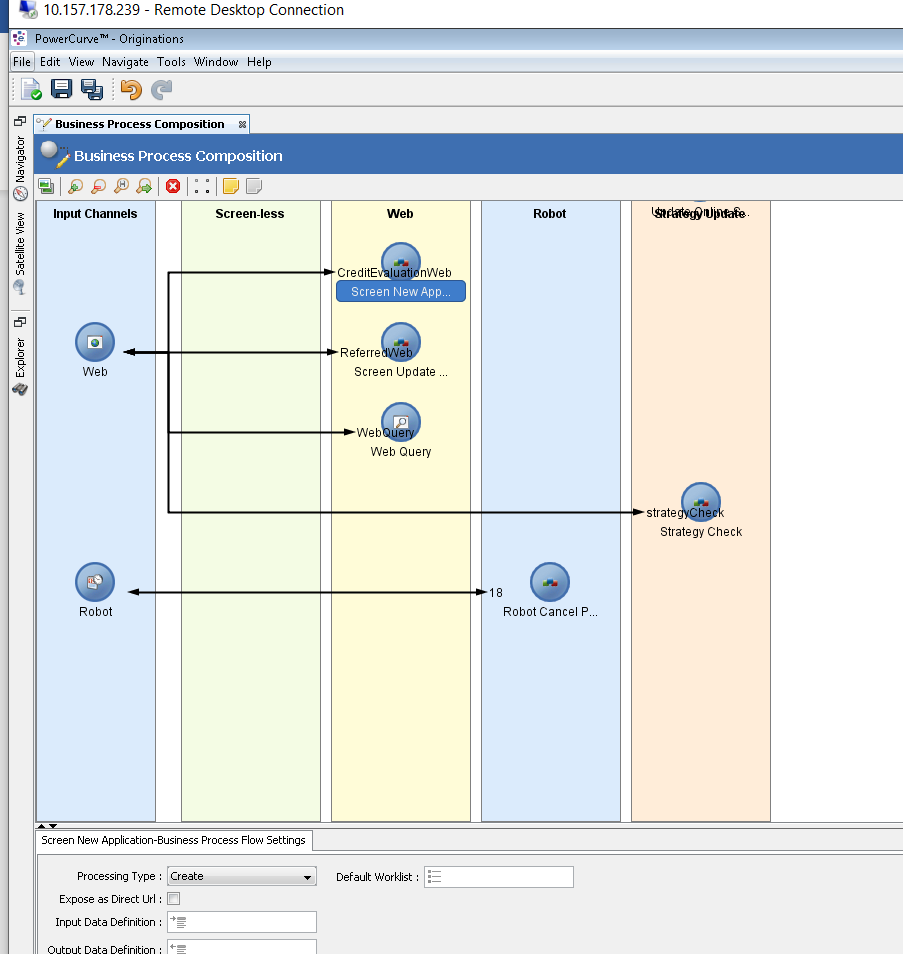 10.157.178.239 - Remote Desktop Connection
PowerCurve™ - Originations
File Edit View Navigate Tools Window Help
Business Process Composition
Navigator
Satellite View
Explorer
Business Process Composition
Input Channels Screen-less Web Robot Strategy Update
Update Online S...
CreditEvaluationWeb
Screen New App...
ReferredWeb
Web
Screen Update ...
WebQuery
Web Query
strategyCheck
Strategy Check
18
Robot
Robot Cancel P...
Screen New Application-Business Process Flow Settings
Processing Type : Create Default Worklist :
Expose as Direct Url :
Input Data Definition :
Output Data Definition :